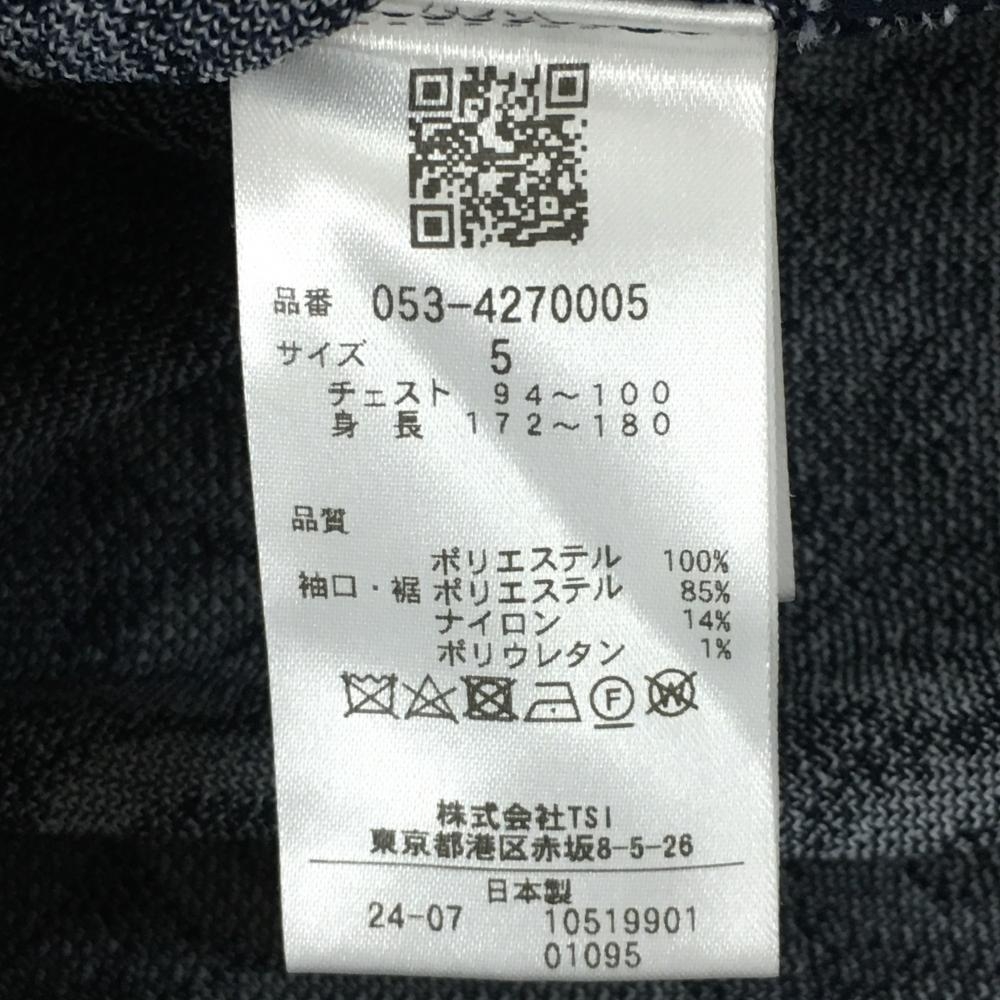 品番 053-4270005
サイズ 5
チェスト 94～100
身 長 172～180
品質
ポリエステル 100%
袖口・裾 ポリエステル 85%
ナイロン 14%
ポリウレタン 1%
F W
株式会社TSI
東京都港区赤坂8-5-26
日本製
24-07 10519901
01095